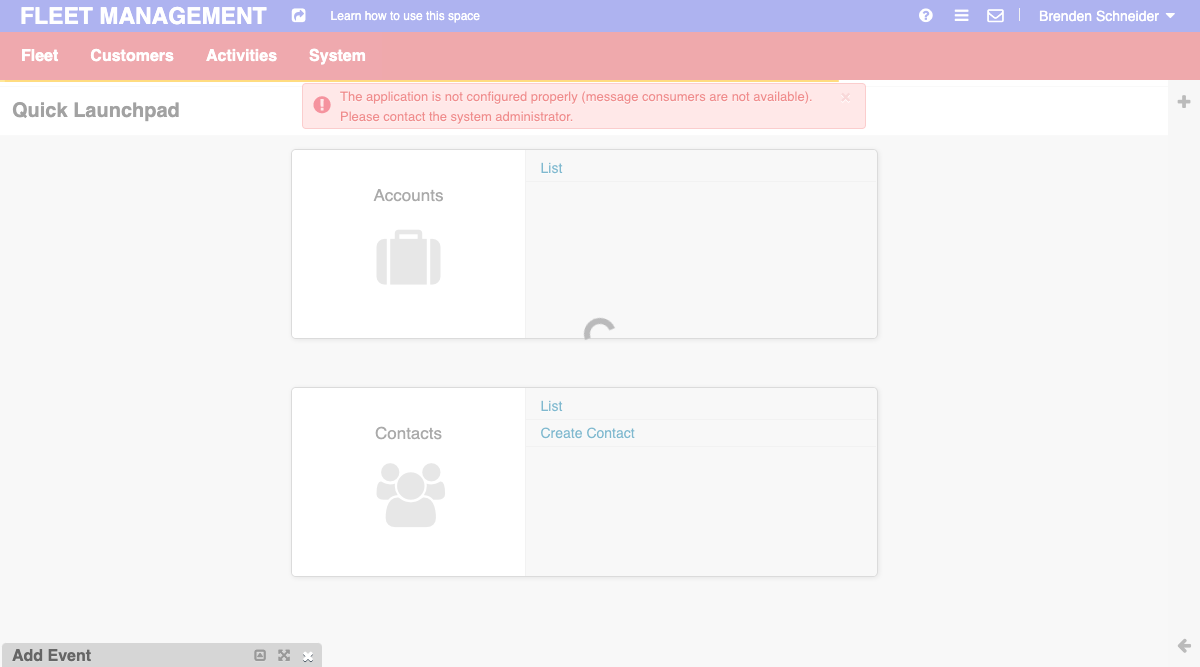 FLEET MANAGEMENT
Learn how to use this space
Brenden Schneider
Fleet
Customers
Activities
System
Quick Launchpad
The application is not configured properly (message consumers are not available).
Please contact the system administrator.
Accounts
List
Contacts
List
Create Contact
Add Event